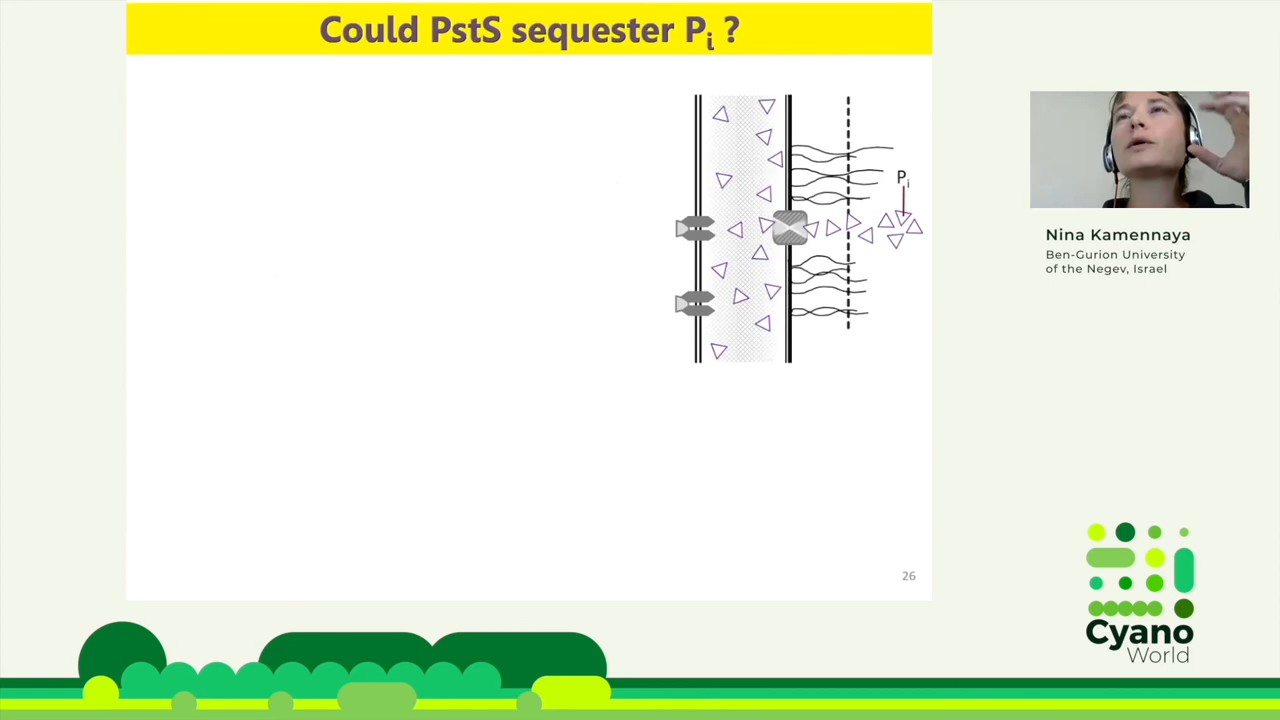 Could PstS sequester Pi ?
Pi
26
Nina Kamennaya
Ben-Gurion University
of the Negev, Israel
Cyano
World